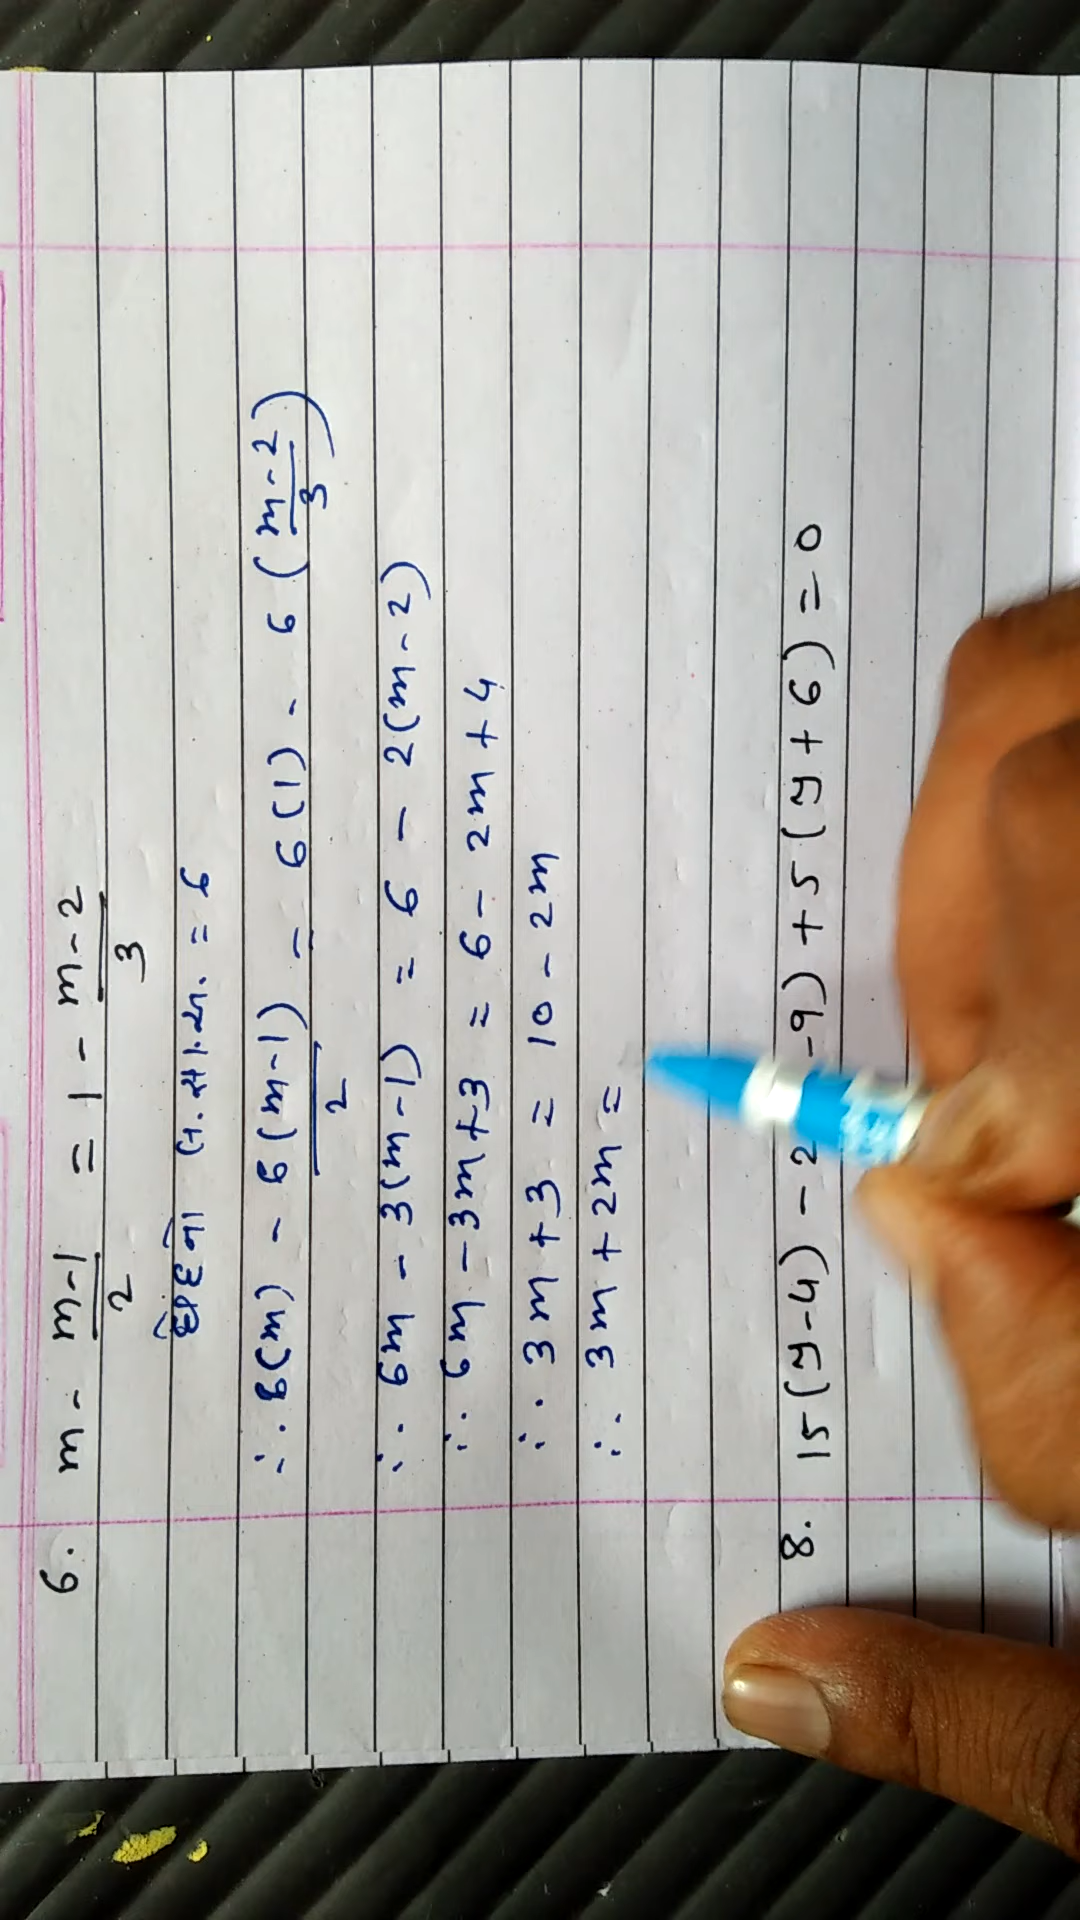 6. m - m-1/2 = 1 - m-2/3
છેદનો લ.સા.અ. = 6
∴ 6(m) - 6(m-1)/2 = 6(1) - 6(m-2/3)
∴ 6m - 3(m-1) = 6 - 2(m-2)
∴ 6m - 3m + 3 = 6 - 2m + 4
∴ 3m + 3 = 10 - 2m
∴ 3m + 2m =
8. 15(y-4) - 2 -9) + 5(y+6) = 0